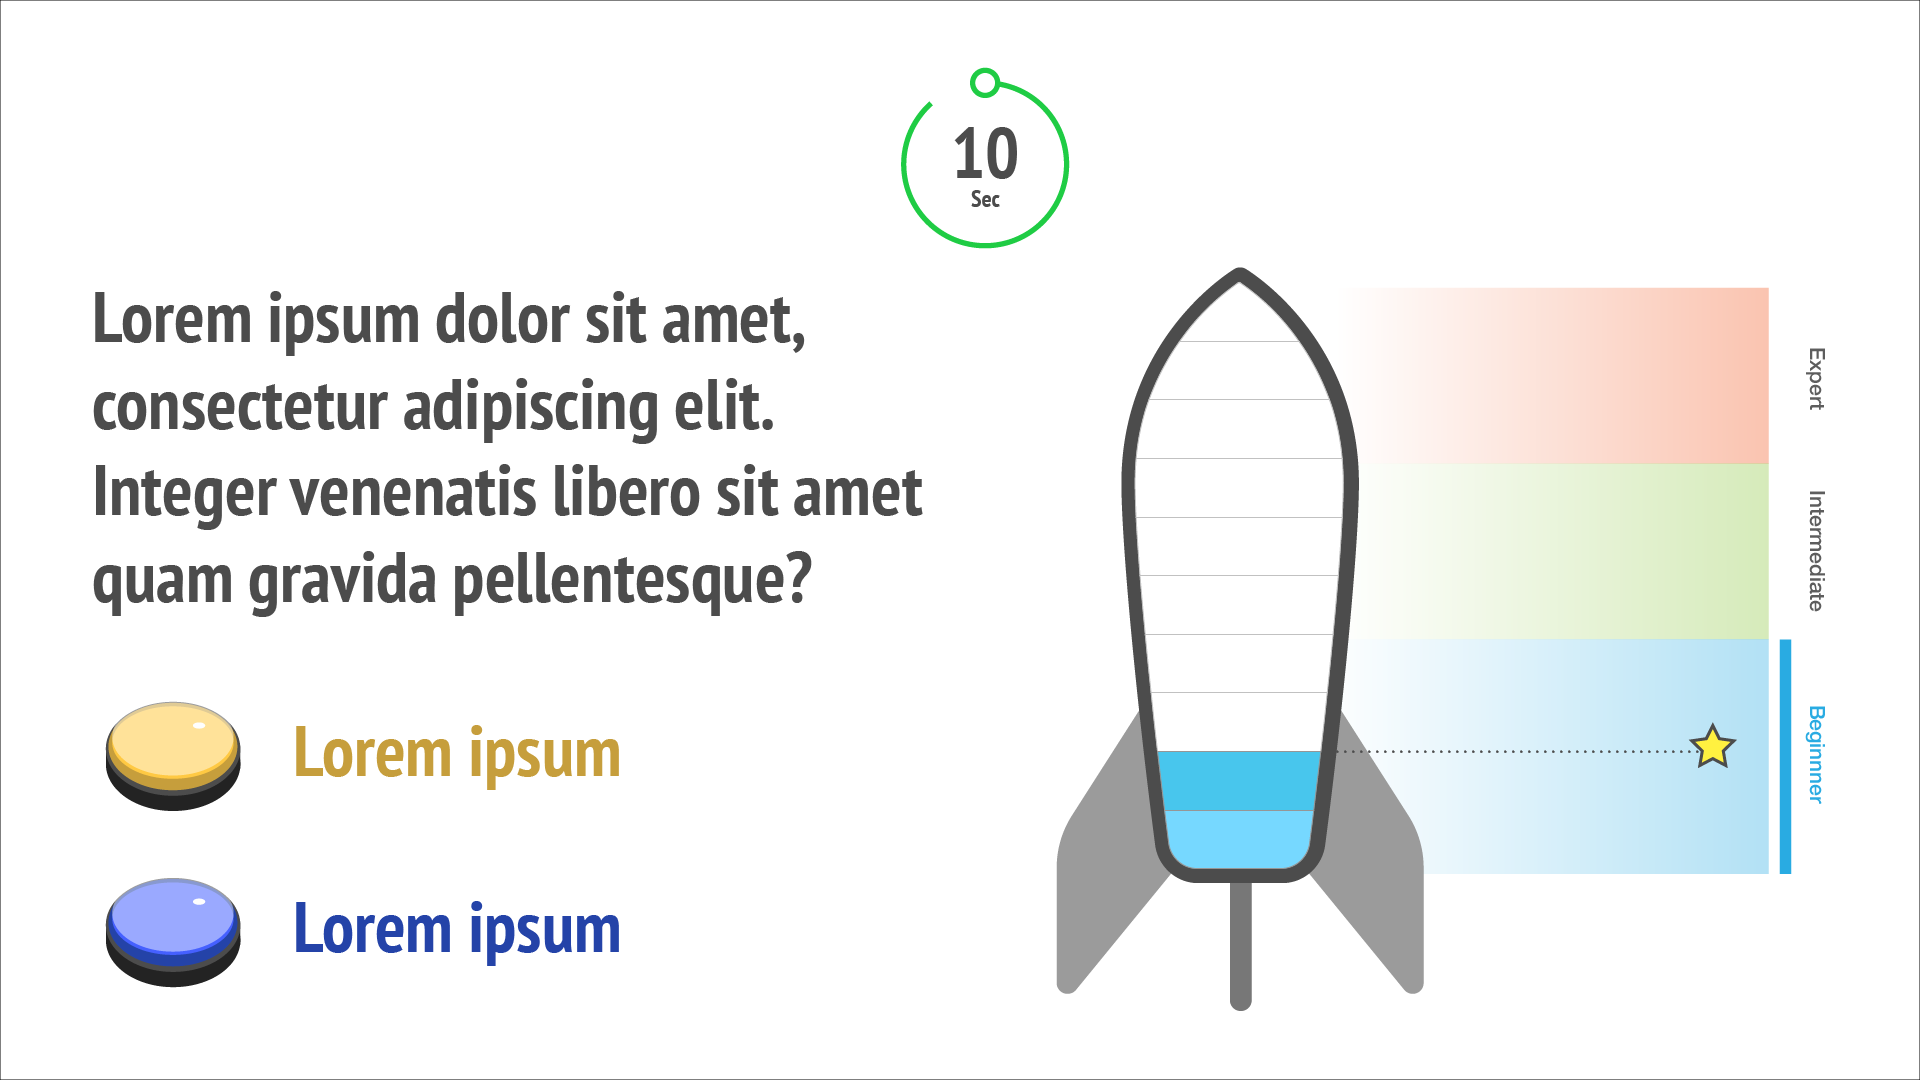 10
Sec
Lorem ipsum dolor sit amet,
consectetur adipiscing elit.
Integer venenatis libero sit amet
quam gravida pellentesque?
Lorem ipsum
Lorem ipsum
Expert
Intermediate
Beginnner